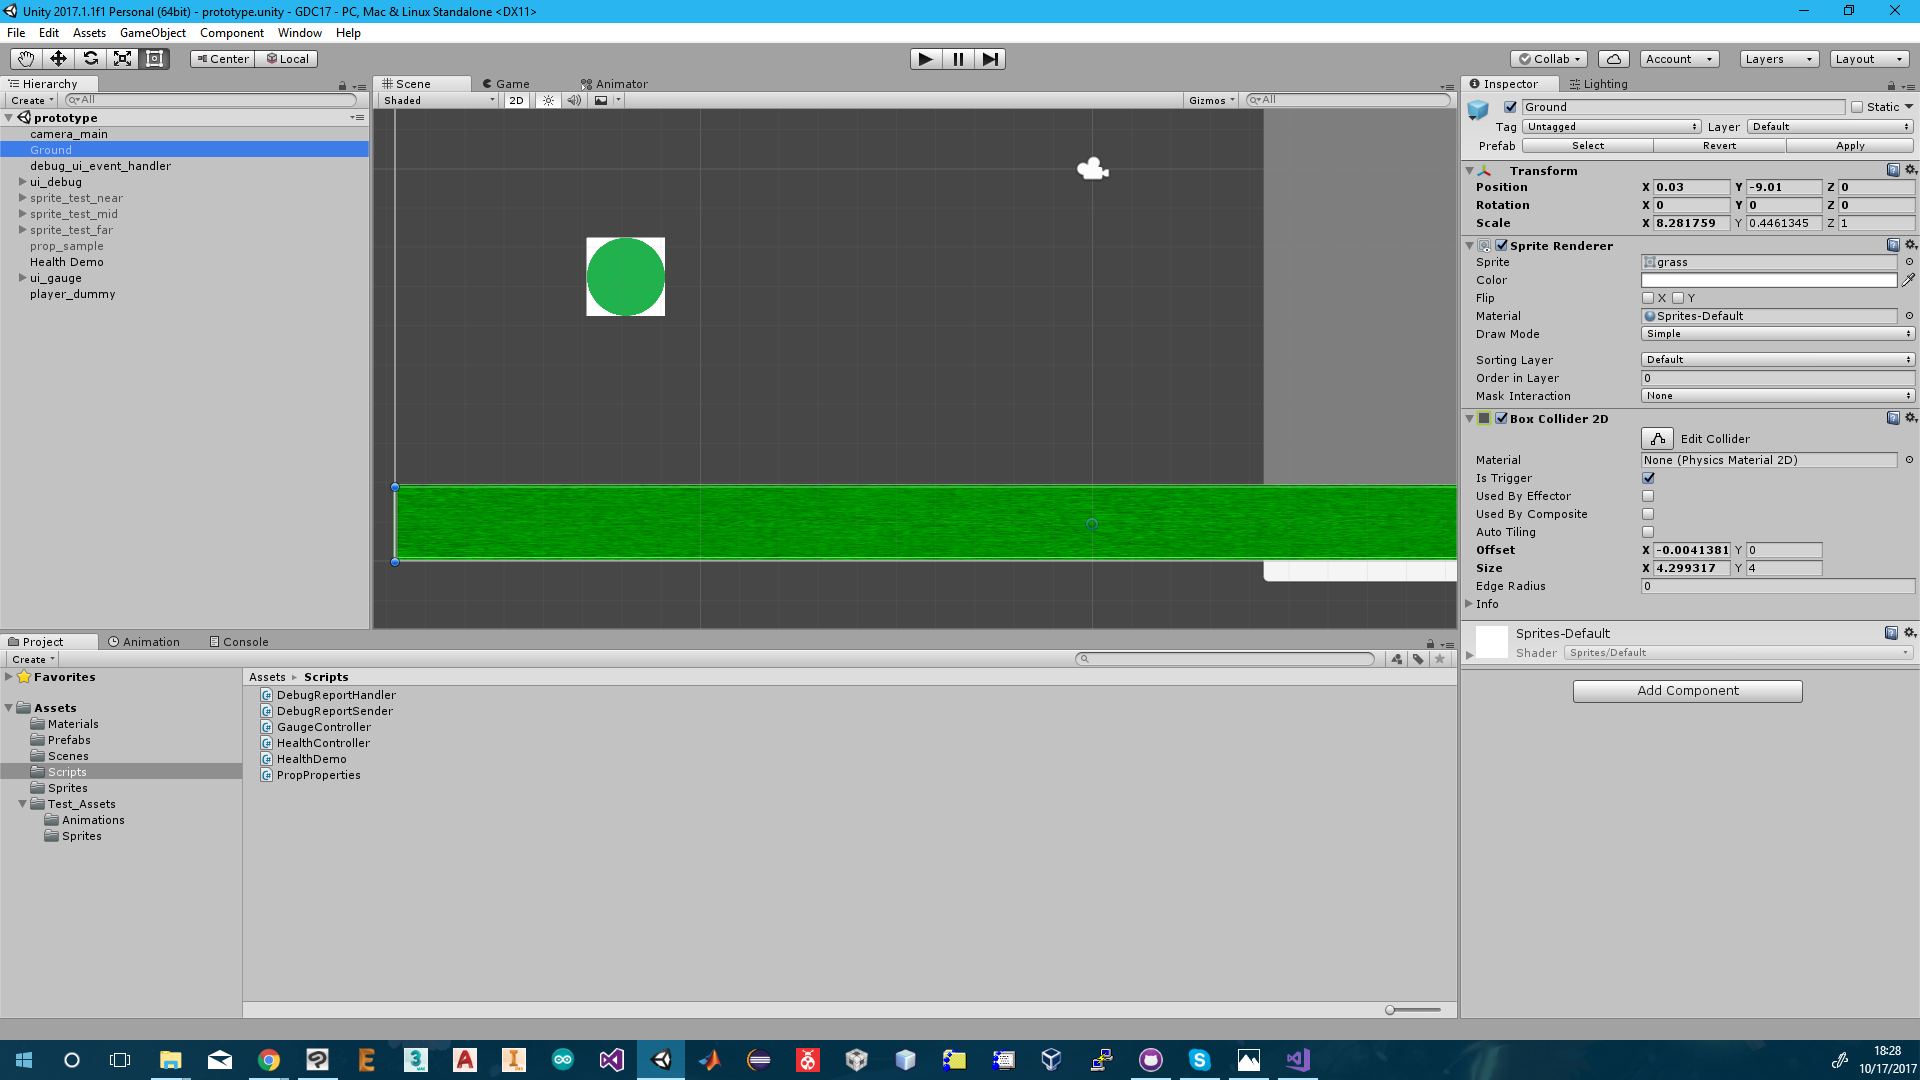 Unity 2017.1.1f1 Personal (64bit) - prototype.unity - GDC17 - PC, Mac & Linux Standalone <DX11>
File Edit Assets GameObject Component Window Help
Center Local Collab Account Layers Layout
Hierarchy
Create All
prototype
camera_main
Ground
debug_ui_event_handler
ui_debug
sprite_test_near
sprite_test_mid
sprite_test_far
prop_sample
Health Demo
ui_gauge
player_dummy
Scene Game Animator
Shaded 2D Gizmos All
Inspector Lighting
Ground Static
Tag Untagged Layer Default
Prefab Select Revert Apply
Transform
Position X 0.03 Y -9.01 Z 0
Rotation X 0 Y 0 Z 0
Scale X 8.281759 Y 0.4461345 Z 1
Sprite Renderer
Sprite grass
Color
Flip X Y
Material Sprites-Default
Draw Mode Simple
Sorting Layer Default
Order in Layer 0
Mask Interaction None
Box Collider 2D
Edit Collider
Material None (Physics Material 2D)
Is Trigger
Used By Effector
Used By Composite
Auto Tiling
Offset X -0.0041381 Y 0
Size X 4.299317 Y 4
Edge Radius 0
Info
Sprites-Default
Shader Sprites/Default
Add Component
Project Animation Console
Create
Favorites
Assets
Materials
Prefabs
Scenes
Scripts
Sprites
Test_Assets
Animations
Sprites
Assets Scripts
DebugReportHandler
DebugReportSender
GaugeController
HealthController
HealthDemo
PropProperties
18:28
10/17/2017